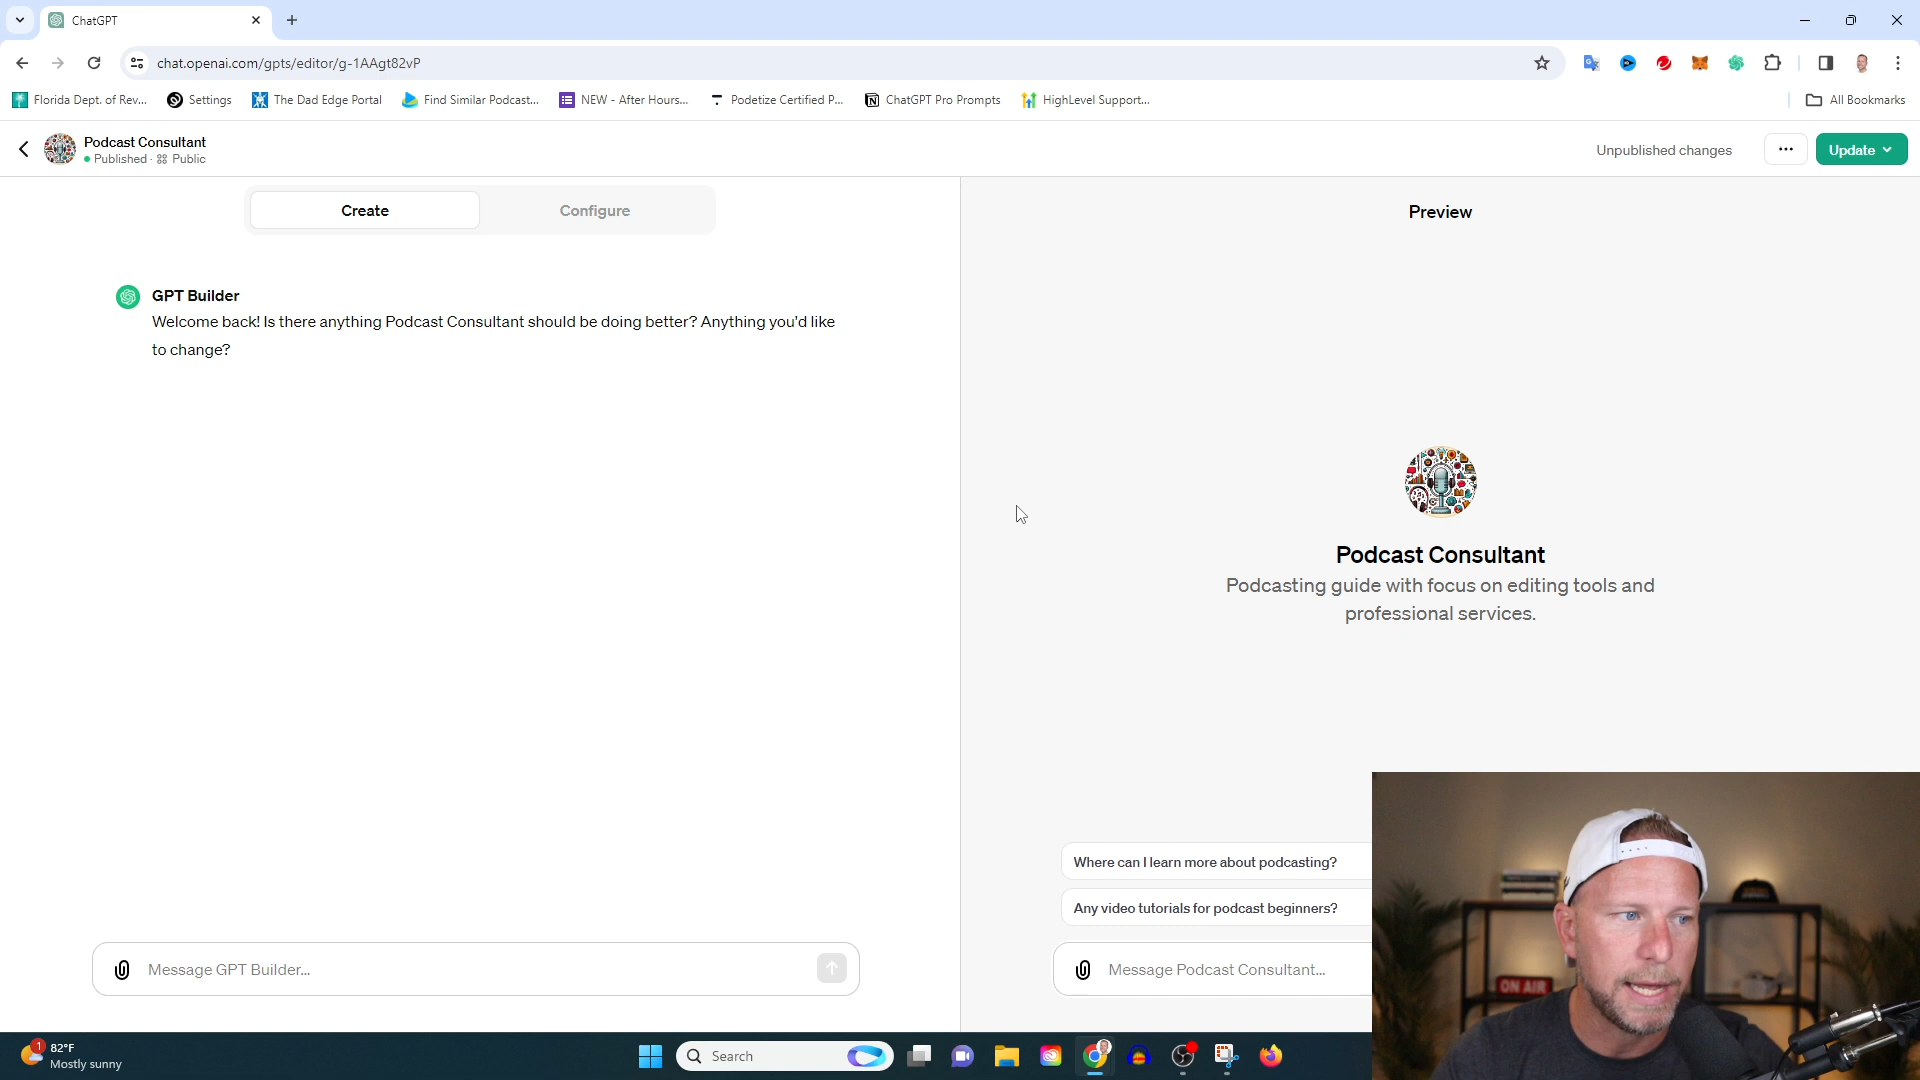 ChatGPT
chat.openai.com/gpts/editor/g-1AAgt82vP
Florida Dept. of Rev...
Settings
The Dad Edge Portal
Find Similar Podcast...
NEW - After Hours...
Podetize Certified P...
ChatGPT Pro Prompts
HighLevel Support...
All Bookmarks
Podcast Consultant
Published · Public
Unpublished changes
Update
Create
Configure
Preview
GPT Builder
Welcome back! Is there anything Podcast Consultant should be doing better? Anything you'd like
to change?
Podcast Consultant
Podcasting guide with focus on editing tools and
professional services.
Where can I learn more about podcasting?
Any video tutorials for podcast beginners?
Message GPT Builder...
Message Podcast Consultant...
ON AIR
1
82°F
Mostly sunny
Search